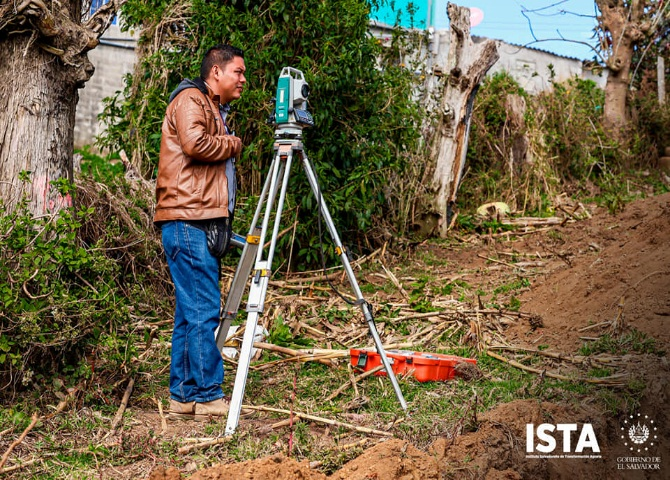 ISTA
Instituto Salvadoreño de Transformación Agraria
GOBIERNO DE
EL SALVADOR